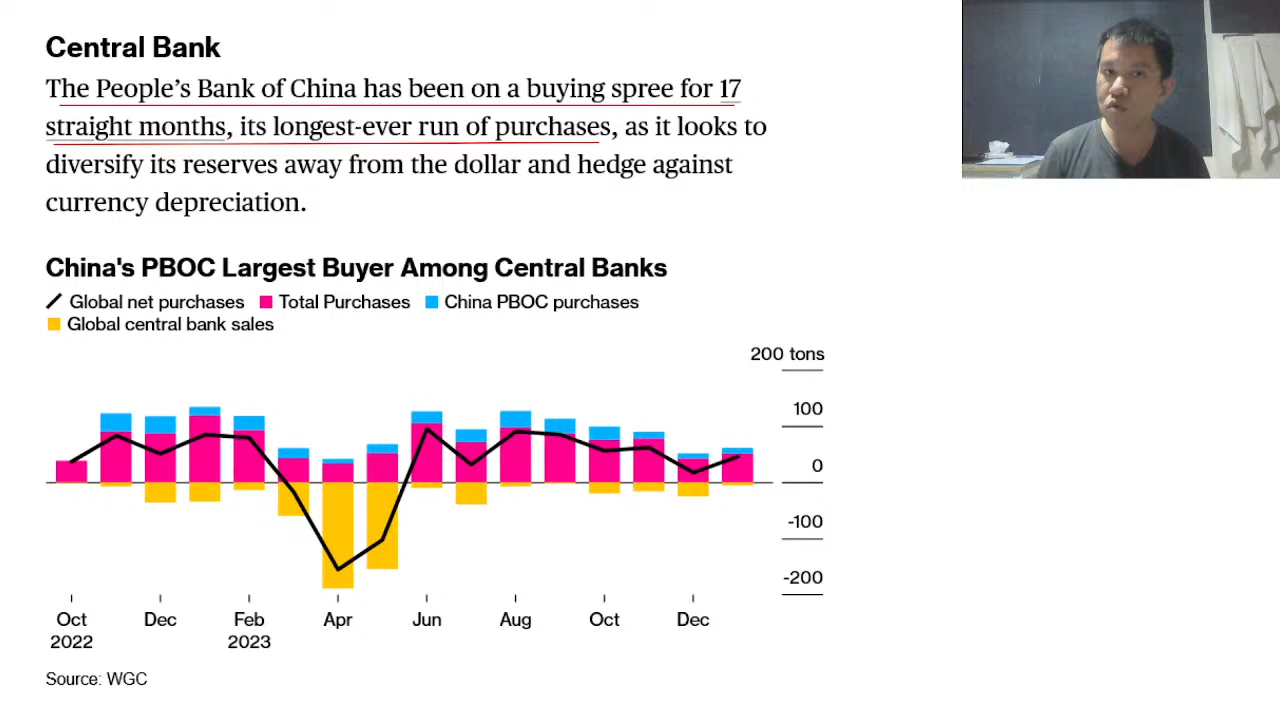 Central Bank
The People’s Bank of China has been on a buying spree for 17
straight months, its longest-ever run of purchases, as it looks to
diversify its reserves away from the dollar and hedge against
currency depreciation.
China's PBOC Largest Buyer Among Central Banks
Global net purchases Total Purchases China PBOC purchases
Global central bank sales
200 tons
100
0
-100
-200
Oct Dec Feb Apr Jun Aug Oct Dec
2022 2023
Source: WGC